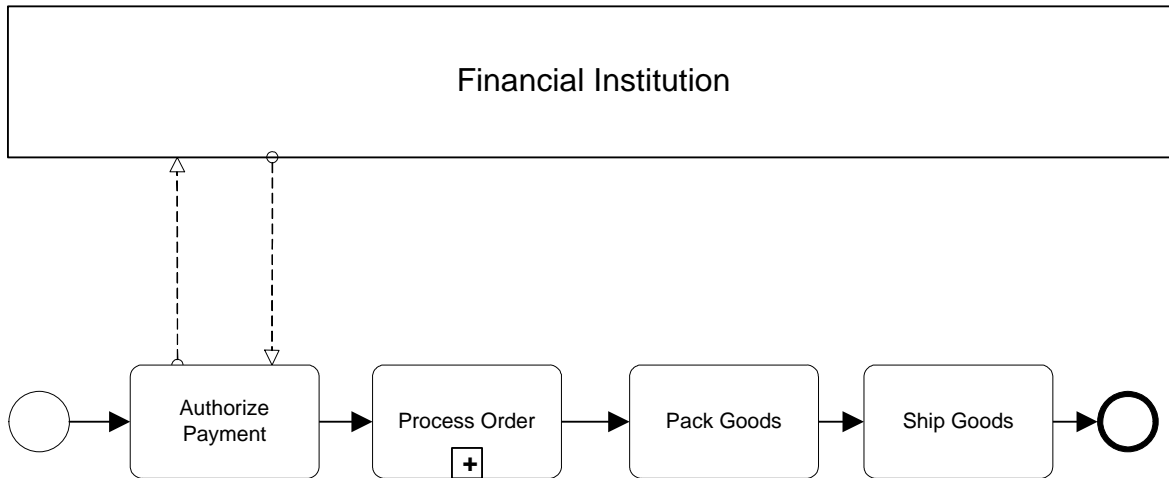 Financial Institution
Authorize
Payment
Process Order
Pack Goods
Ship Goods
+